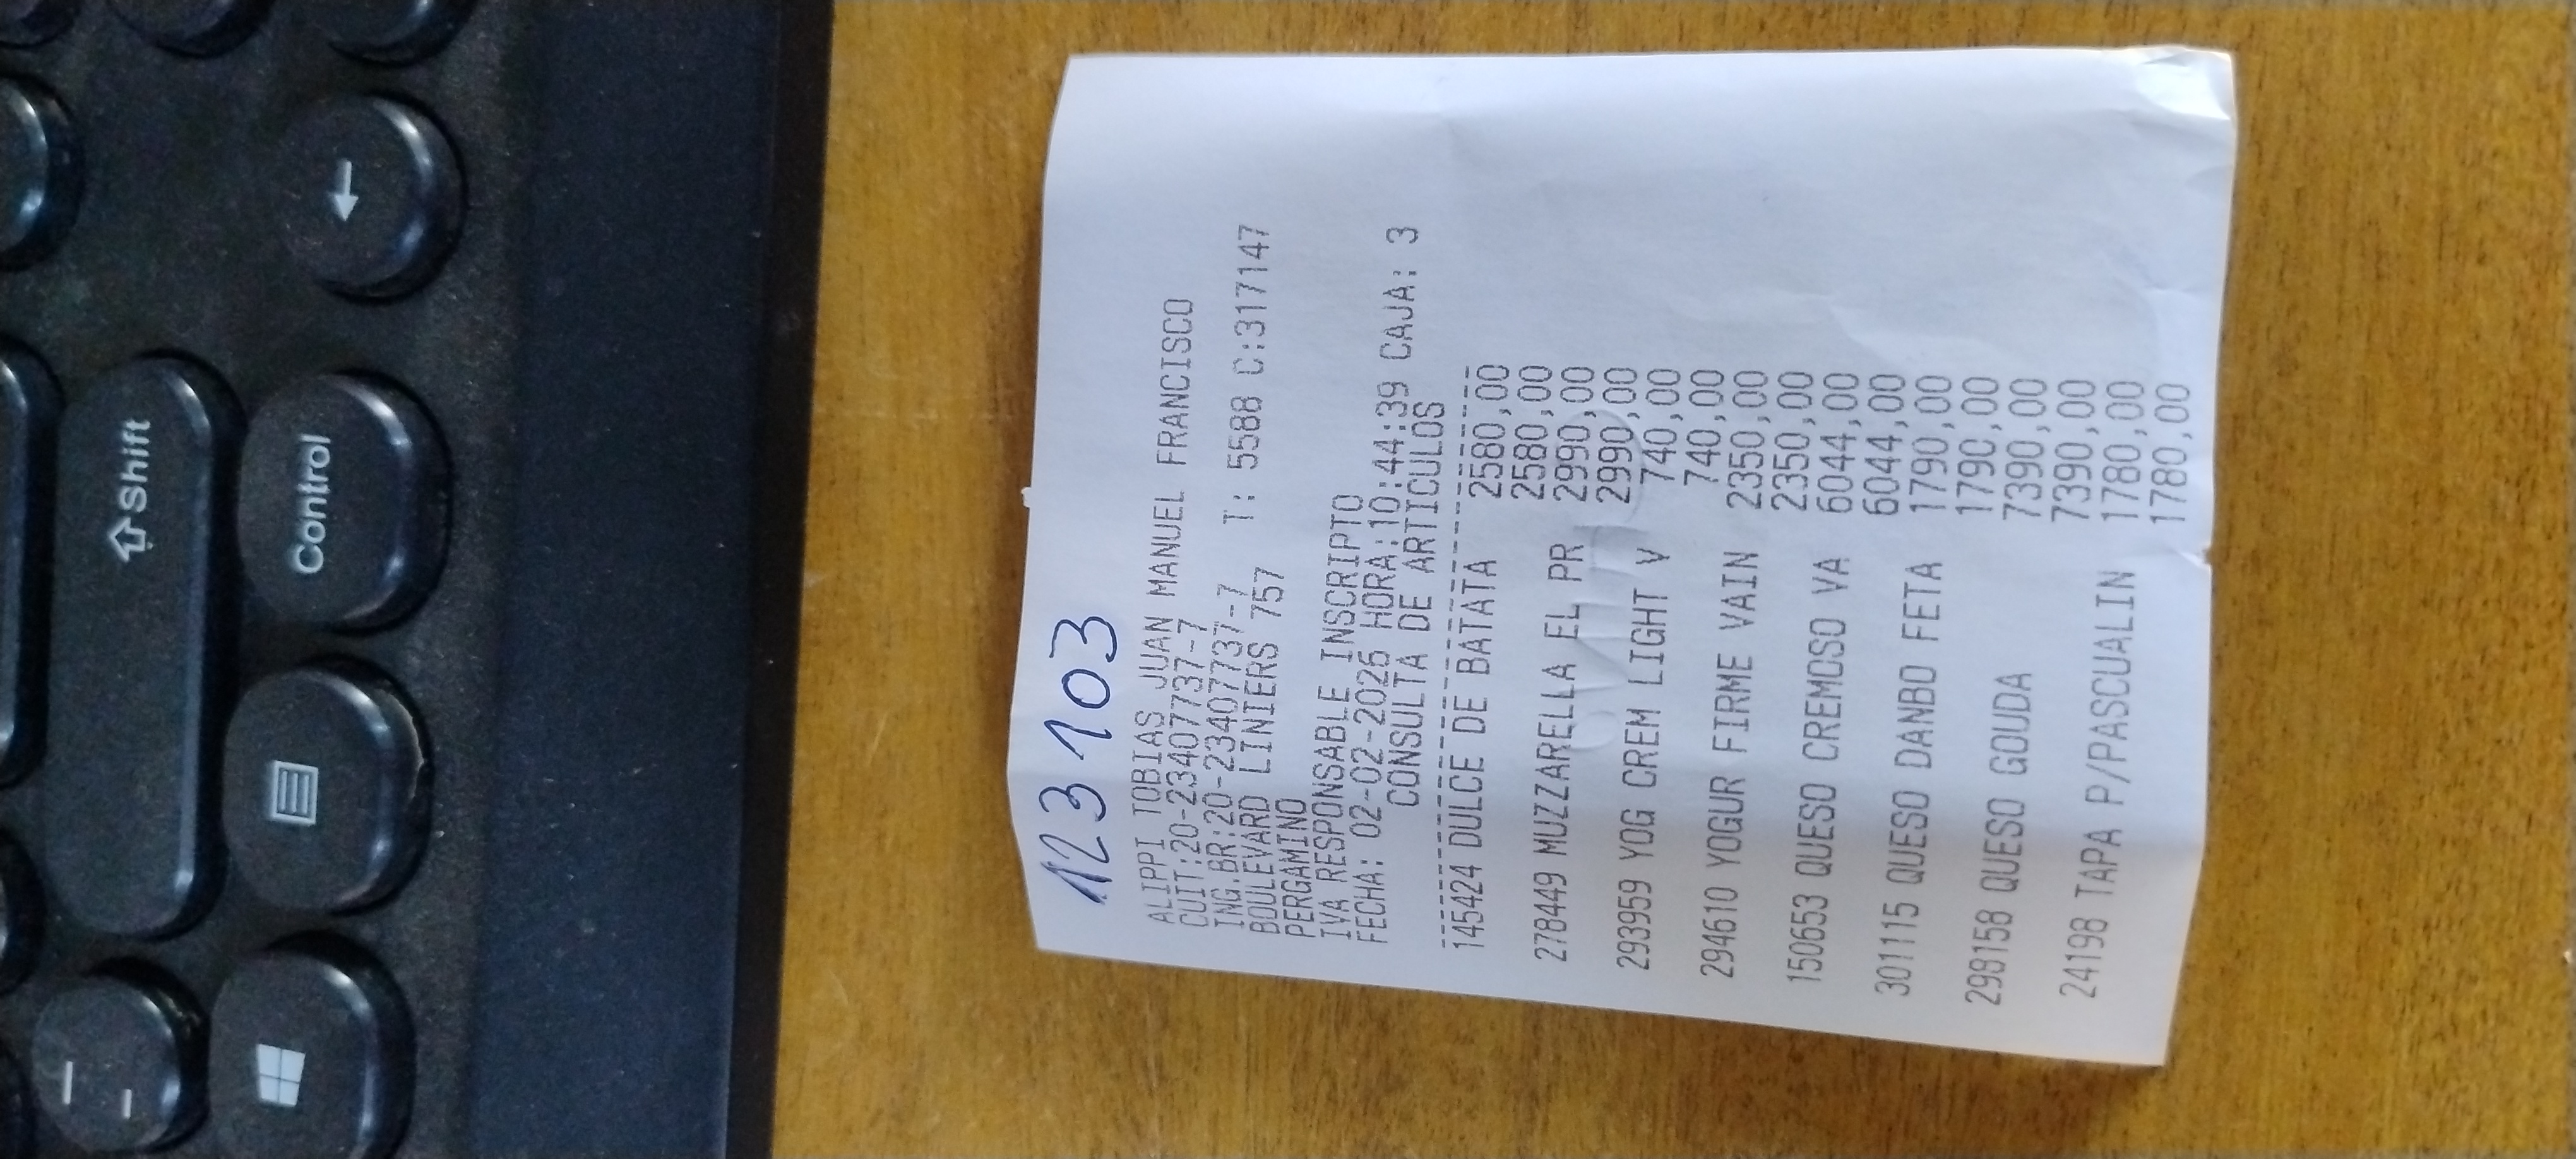 123103
ALIPPI TOBIAS JUAN MANUEL FRANCISCO
CUIT:20-23407737-7
ING.BR:20-23407737-7
BOULEVARD LINIERS 757 T: 5588 C:317147
PERGAMINO
IVA RESPONSABLE INSCRIPTO
FECHA: 02-02-2026 HORA:10:44:39 CAJA: 3
CONSULTA DE ARTICULOS
145424 DULCE DE BATATA 2580,00
2580,00
278449 MUZZARELLA EL PR 2990,00
2990,00
293959 YOG CREM LIGHT V 740,00
740,00
294610 YOGUR FIRME VAIN 2350,00
2350,00
150653 QUESO CREMOSO VA 6044,00
6044,00
301115 QUESO DANBO FETA 1790,00
1790,00
298158 QUESO GOUDA 7390,00
7390,00
24198 TAPA P/PASCUALIN 1780,00
1780,00
Shift
Control